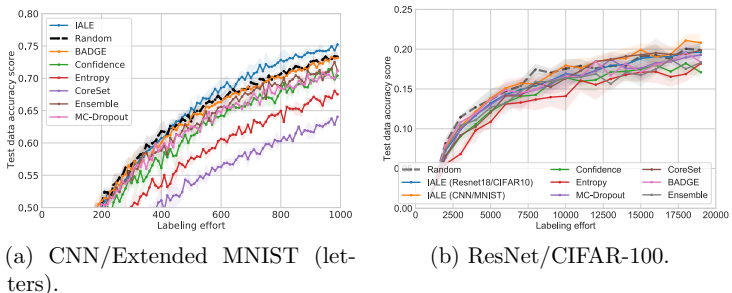 0.80
0.75
0.70
0.65
0.60
0.55
0.50
Test data accuracy score
IALE
Random
BADGE
Confidence
Entropy
CoreSet
Ensemble
MC-Dropout
0 200 400 600 800 1000
Labeling effort
(a) CNN/Extended MNIST (let-
ters).
0.25
0.20
0.15
0.10
0.00
Test data accuracy score
Random
IALE (Resnet18/CIFAR10)
IALE (CNN/MNIST)
Confidence
Entropy
MC-Dropout
CoreSet
BADGE
Ensemble
2500 5000 7500 10000 12500 15000 17500 20000
Labeling effort
(b) ResNet/CIFAR-100.